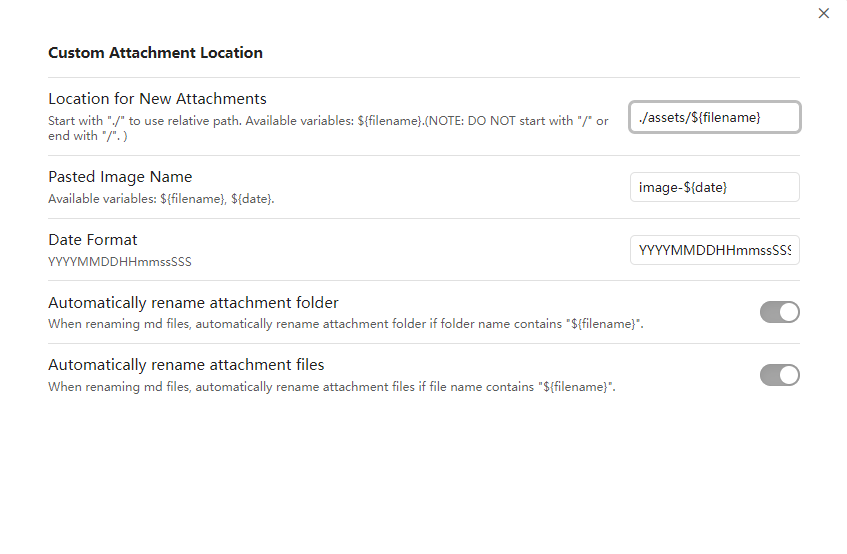 Custom Attachment Location
Location for New Attachments
Start with "./" to use relative path. Available variables: ${filename}.(NOTE: DO NOT start with "/" or
end with "/". )
./assets/${filename}
Pasted Image Name
Available variables: ${filename}, ${date}.
image-${date}
Date Format
YYYYMMDDHHmmssSSS
YYYYMMDDHHmmssSSS
Automatically rename attachment folder
When renaming md files, automatically rename attachment folder if folder name contains "${filename}".
Automatically rename attachment files
When renaming md files, automatically rename attachment files if file name contains "${filename}".